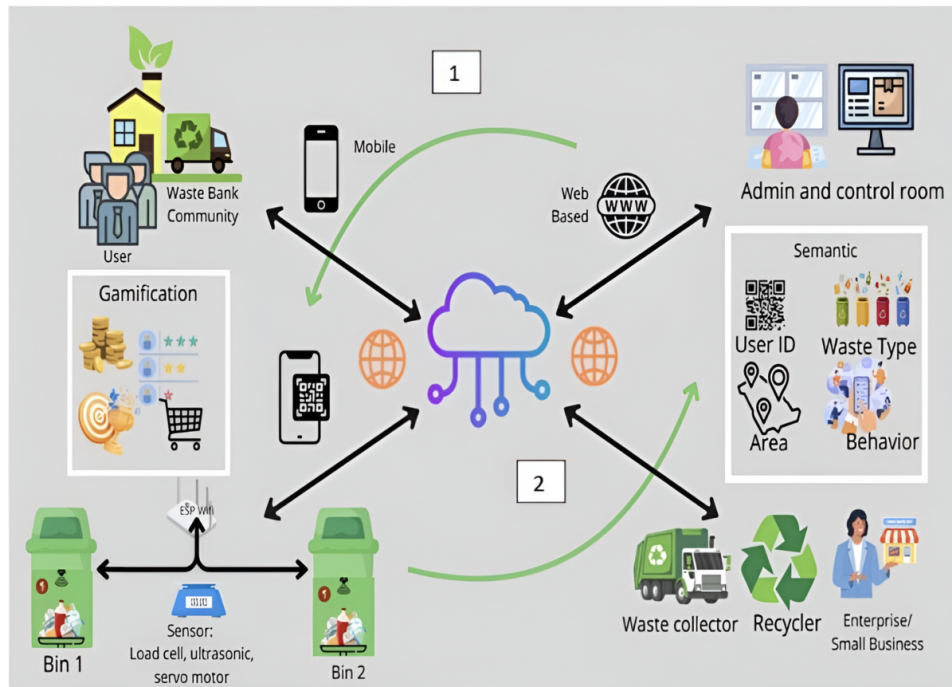 1
Mobile
Waste Bank
Community
User
Web
Based
WWW
Admin and control room
Gamification
Semantic
User ID
Waste Type
Area
Behavior
ESP Wifi
2
Bin 1
Sensor:
Load cell, ultrasonic,
servo motor
Bin 2
Waste collector
Recycler
Enterprise/
Small Business